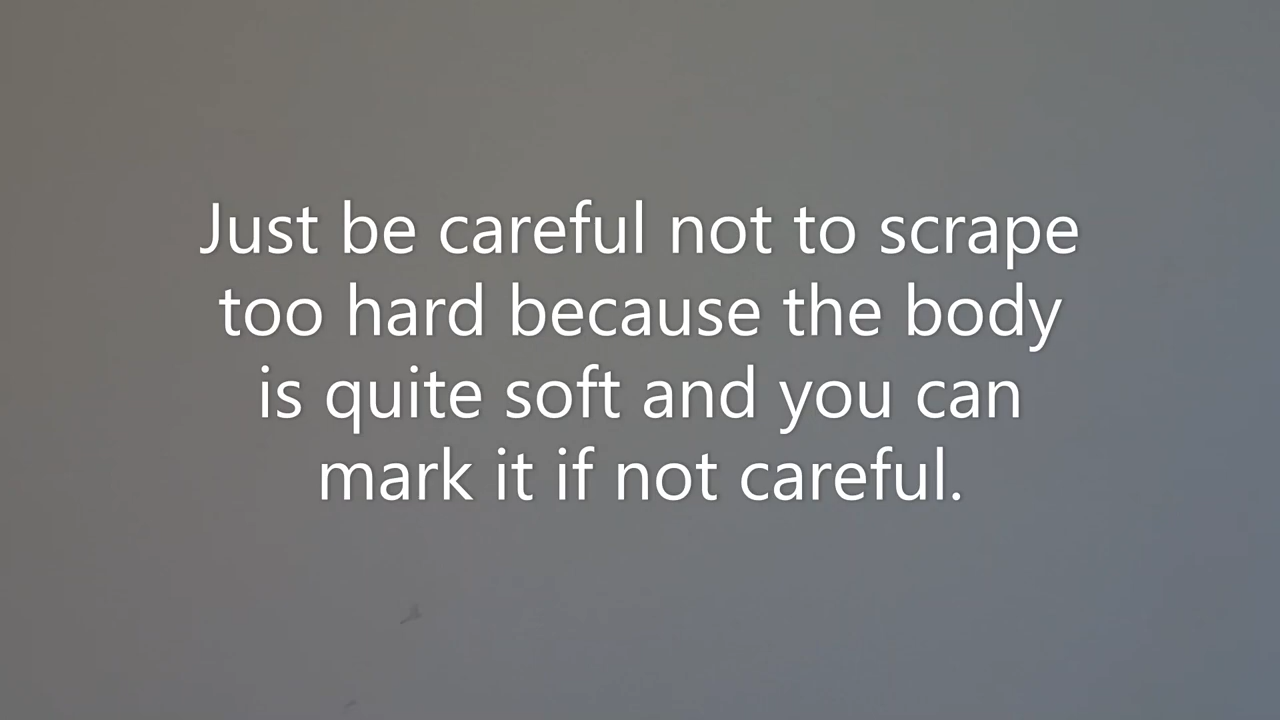 Just be careful not to scrape
too hard because the body
is quite soft and you can
mark it if not careful.